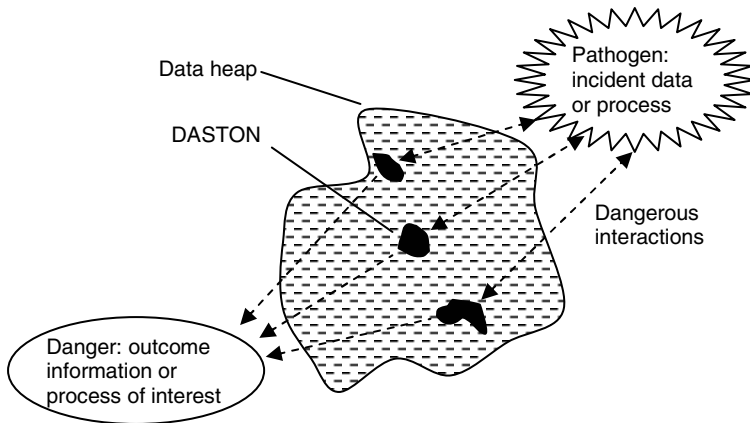 Pathogen:
incident data
or process
Data heap
DASTON
Dangerous
interactions
Danger: outcome
information or
process of interest